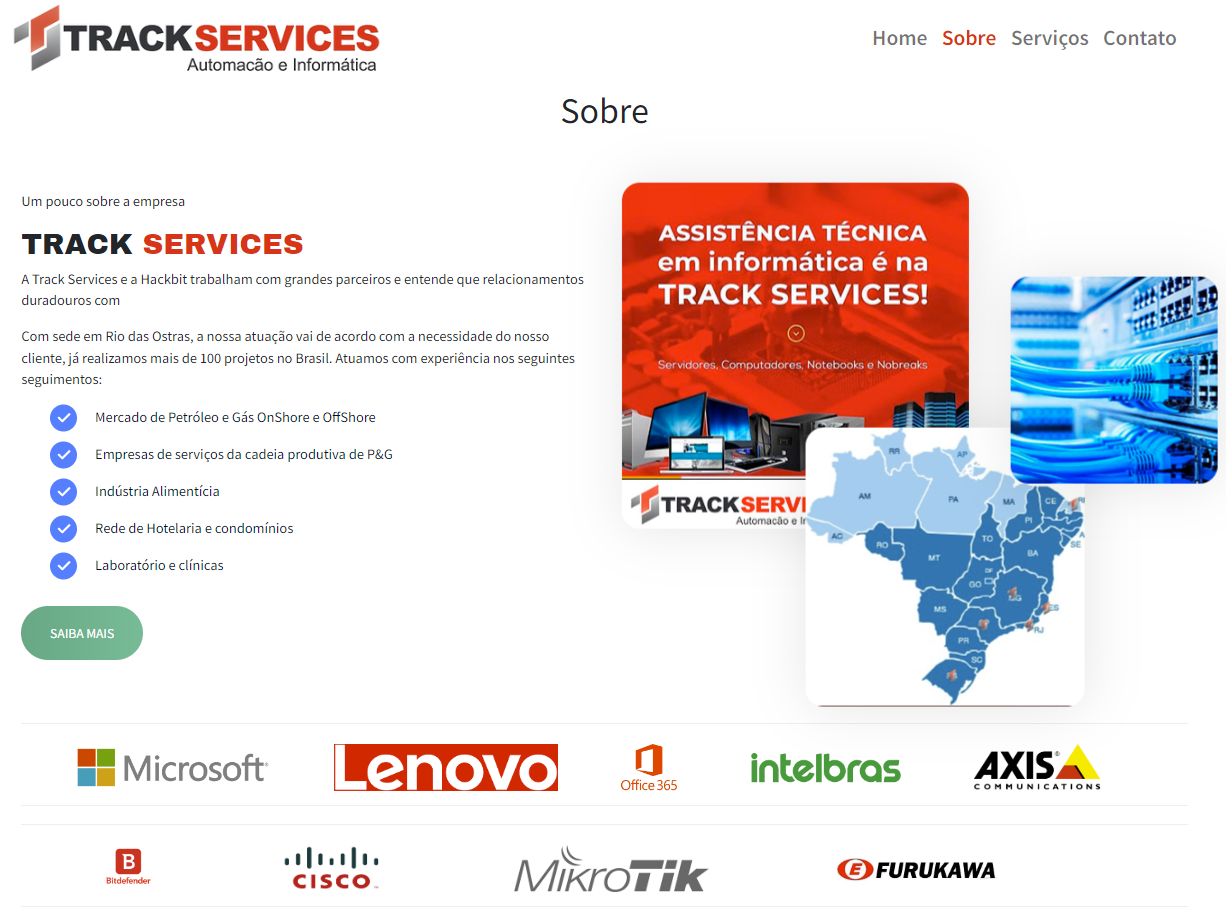 TRACKSERVICES
Automacão e Informática
Home Sobre Serviços Contato
Sobre
Um pouco sobre a empresa
TRACK SERVICES
A Track Services e a Hackbit trabalham com grandes parceiros e entende que relacionamentos
duradouros com
Com sede em Rio das Ostras, a nossa atuação vai de acordo com a necessidade do nosso
cliente, já realizamos mais de 100 projetos no Brasil. Atuamos com experiência nos seguintes
seguimentos:
Mercado de Petróleo e Gás OnShore e OffShore
Empresas de serviços da cadeia produtiva de P&G
Indústria Alimentícia
Rede de Hotelaria e condomínios
Laboratório e clínicas
SAIBA MAIS
ASSISTÊNCIA TÉCNICA
em informática é na
TRACK SERVICES!
Servidores, Computadores, Notebooks e Nobreaks
TRACKSERVI
Automacão e In
RR
AP
AM
PA
MA
CE
PI
AC
RO
TO
SE
MT
BA
DF
GO
MG
ES
MS
RJ
PR
SC
Microsoft
Lenovo
Office 365
intelbras
AXIS
COMMUNICATIONS
B
Bitdefender
CISCO
MikroTik
E FURUKAWA